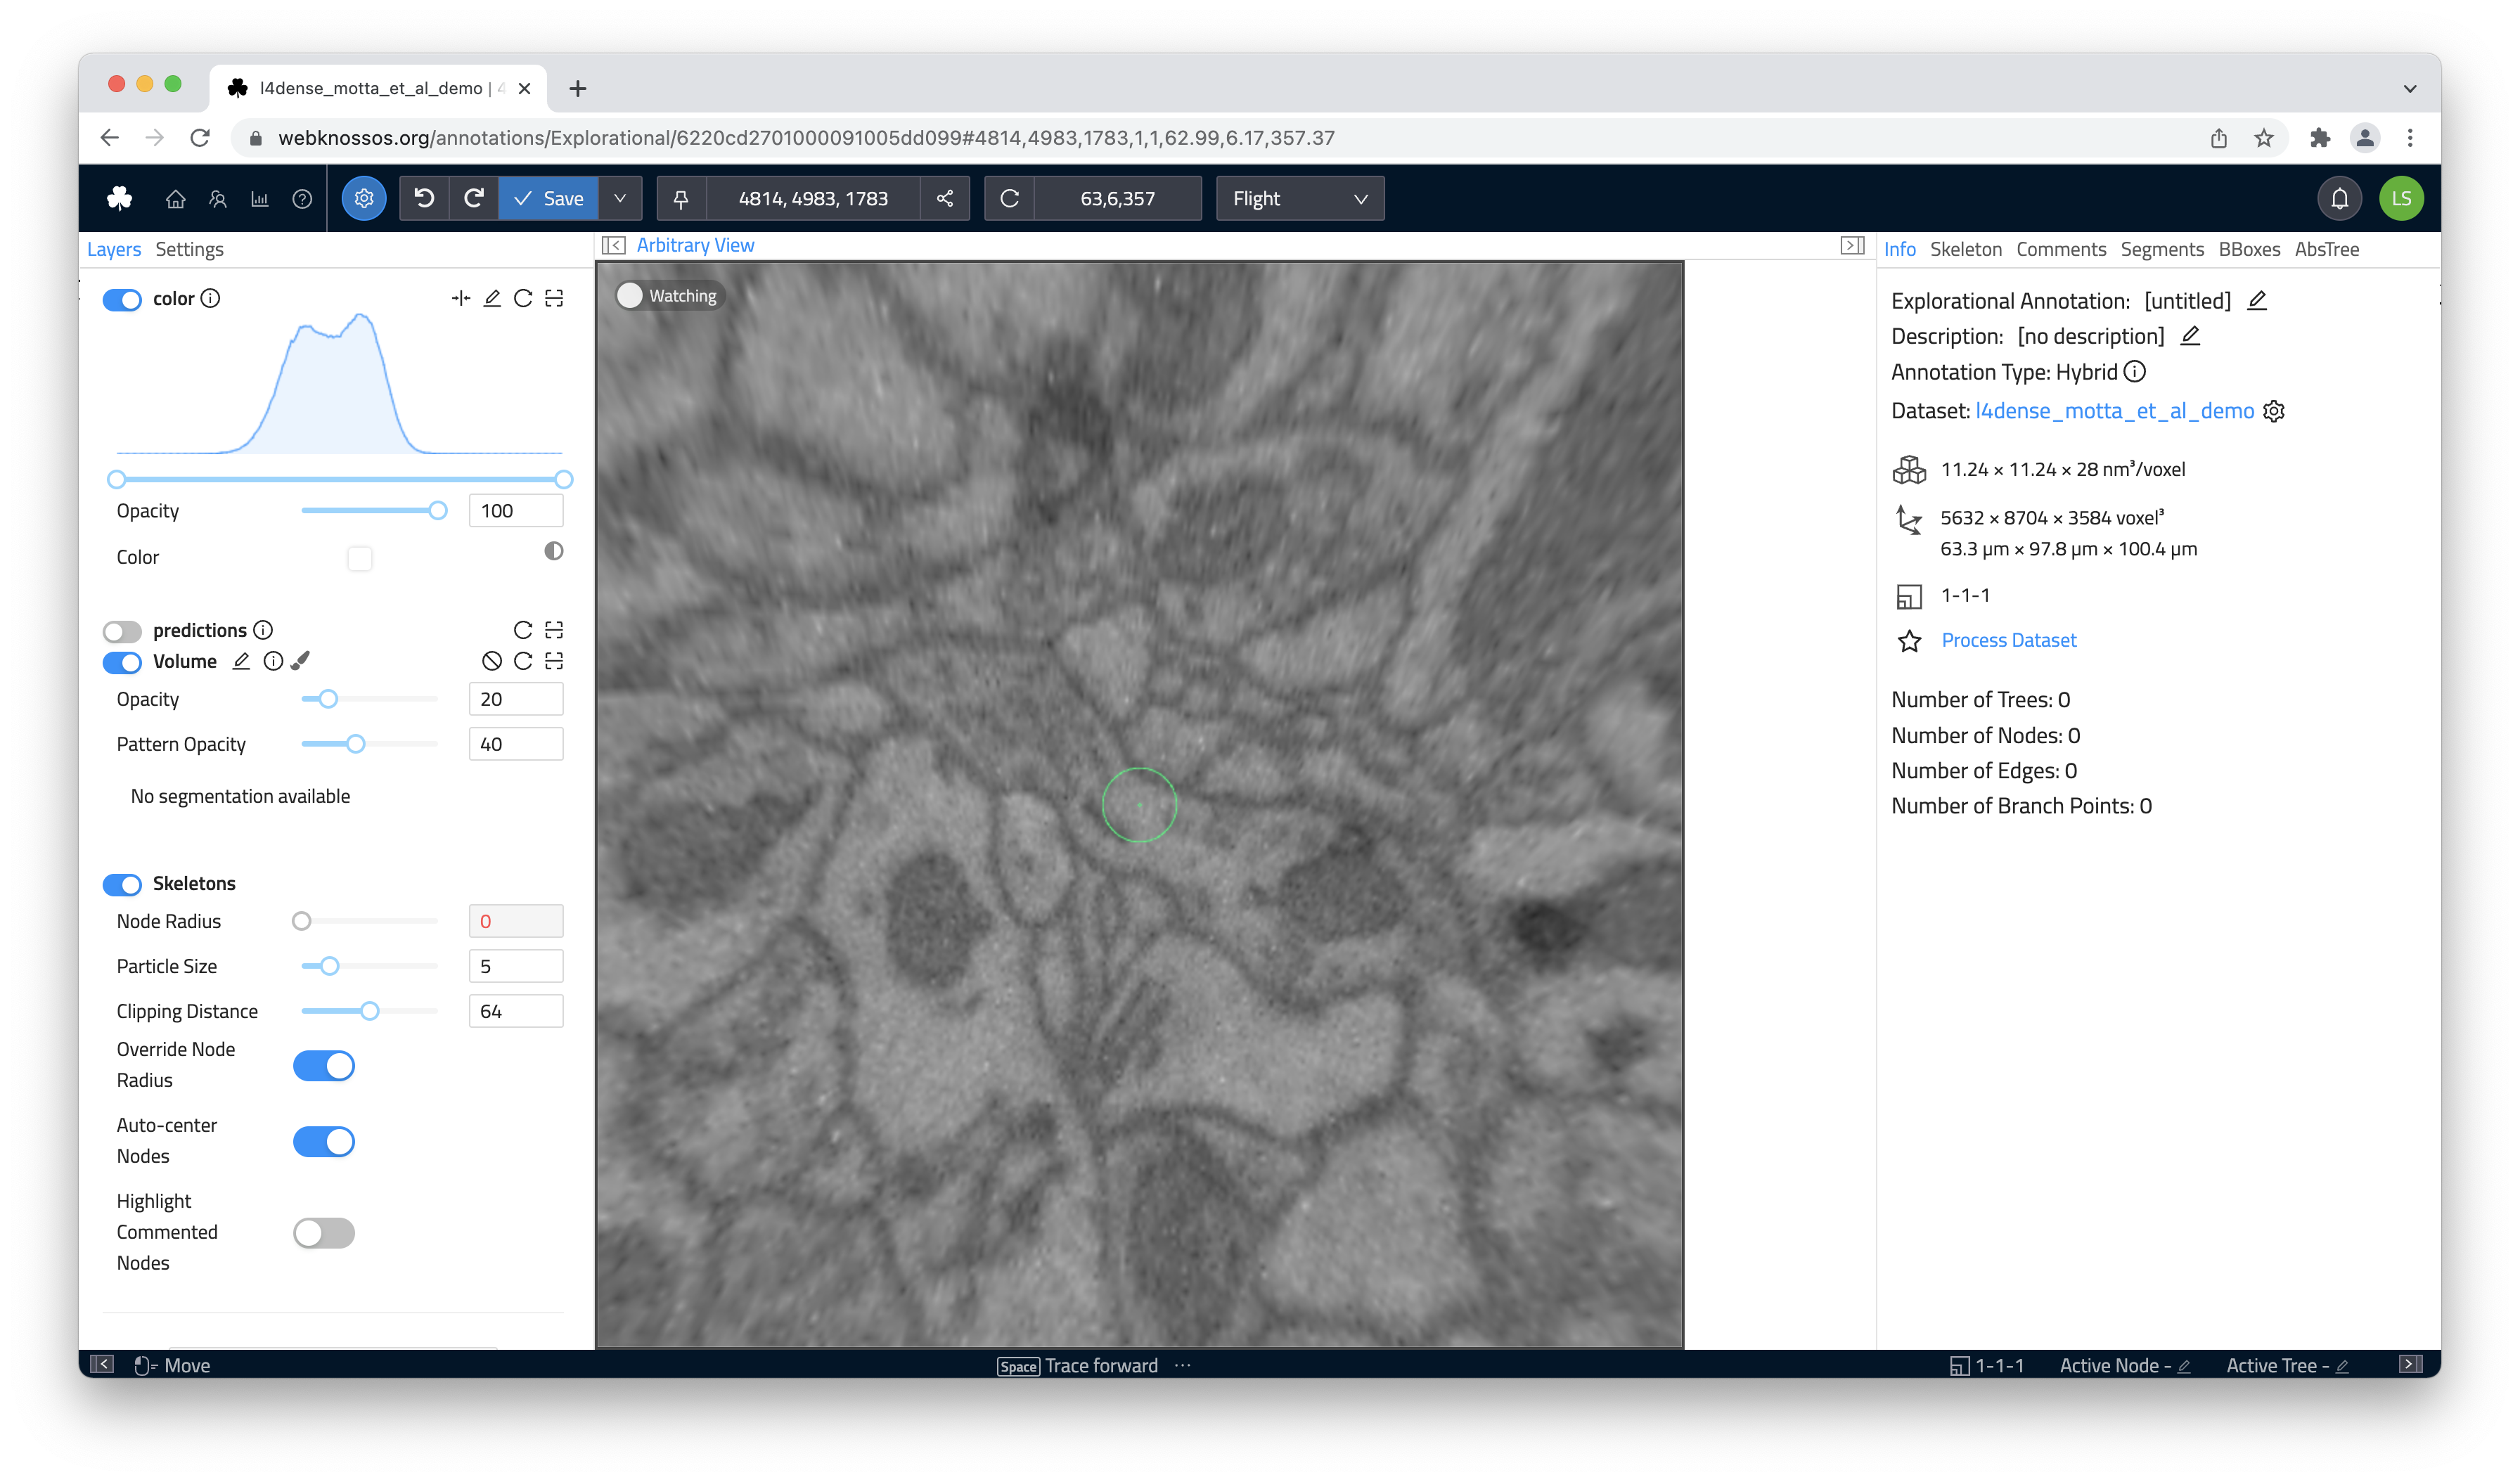 l4dense_motta_et_al_demo | 4
webknossos.org/annotations/Explorational/6220cd2701000091005dd099#4814,4983,1783,1,1,62.99,6.17,357.37
Save
4814, 4983, 1783
63,6,357
Flight
LS
Layers Settings
Arbitrary View
Info Skeleton Comments Segments BBoxes AbsTree
color
Opacity 100
Color
predictions
Volume
Opacity 20
Pattern Opacity 40
No segmentation available
Skeletons
Node Radius 0
Particle Size 5
Clipping Distance 64
Override Node
Radius
Auto-center
Nodes
Highlight
Commented
Nodes
Watching
Explorational Annotation: [untitled]
Description: [no description]
Annotation Type: Hybrid
Dataset: l4dense_motta_et_al_demo
11.24 × 11.24 × 28 nm³/voxel
5632 × 8704 × 3584 voxel³
63.3 µm × 97.8 µm × 100.4 µm
1-1-1
Process Dataset
Number of Trees: 0
Number of Nodes: 0
Number of Edges: 0
Number of Branch Points: 0
Move
Space Trace forward ···
1-1-1
Active Node -
Active Tree -